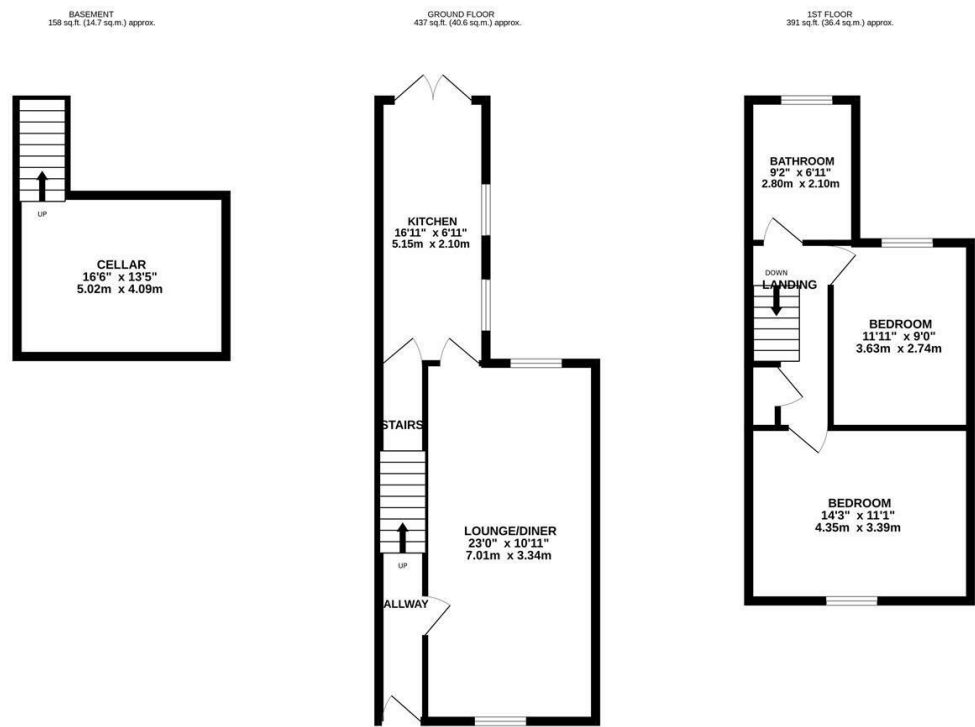 BASEMENT
158 sq.ft. (14.7 sq.m.) approx.
UP
CELLAR
16'6" x 13'5"
5.02m x 4.09m
GROUND FLOOR
437 sq.ft. (40.6 sq.m.) approx.
KITCHEN
16'11" x 6'11"
5.15m x 2.10m
STAIRS
LOUNGE/DINER
23'0" x 10'11"
7.01m x 3.34m
UP
ALLWAY
1ST FLOOR
391 sq.ft. (36.4 sq.m.) approx.
BATHROOM
9'2" x 6'11"
2.80m x 2.10m
DOWN
LANDING
BEDROOM
11'11" x 9'0"
3.63m x 2.74m
BEDROOM
14'3" x 11'1"
4.35m x 3.39m